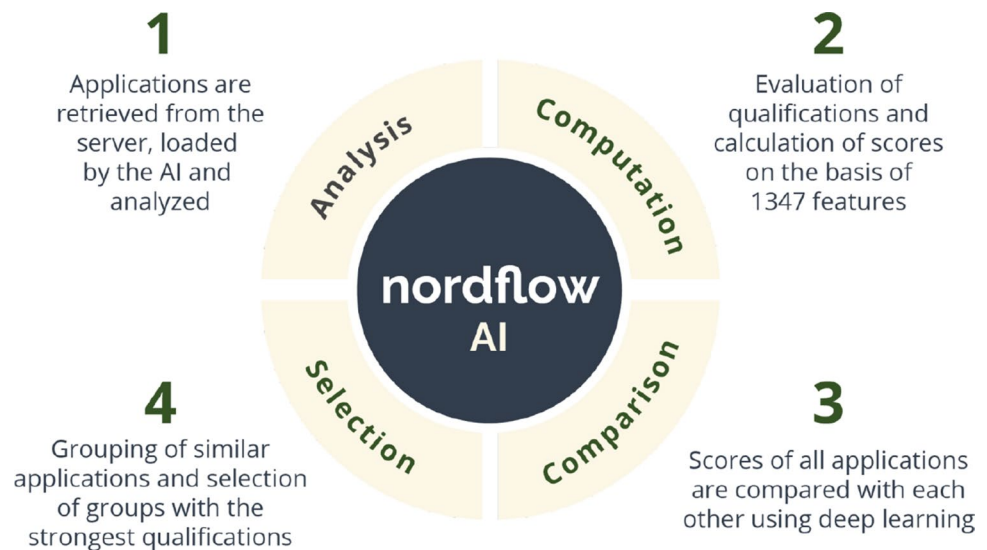 1
Applications are
retrieved from the
server, loaded
by the AI and
analyzed
Analysis
2
Evaluation of
qualifications and
calculation of scores
on the basis of
1347 features
Computation
nordflow
AI
3
Scores of all applications
are compared with each
other using deep learning
Comparison
4
Grouping of similar
applications and selection
of groups with the
strongest qualifications
Selection